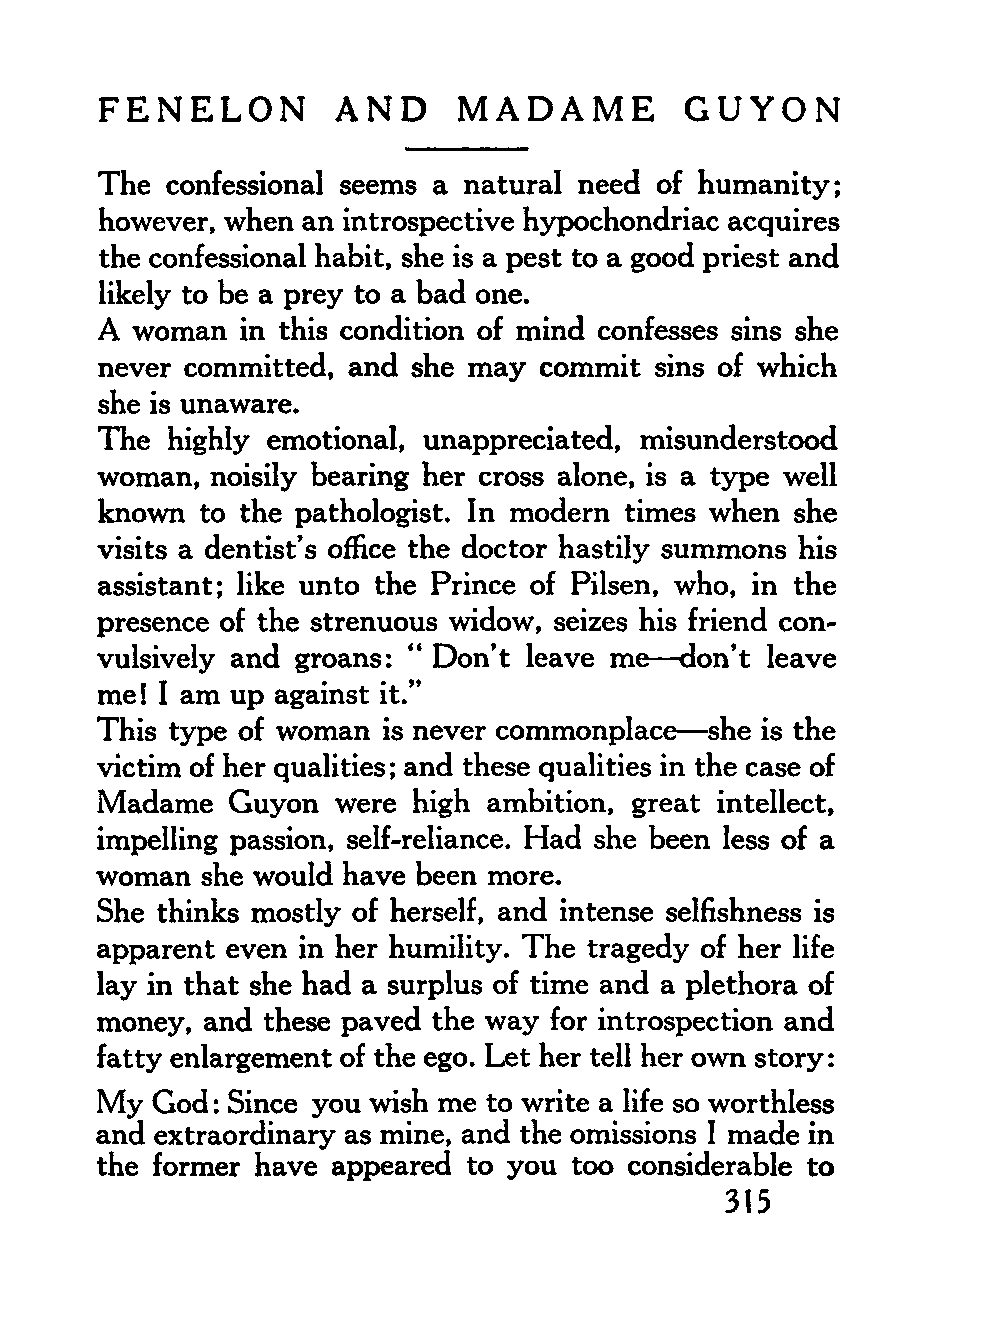 FENELON AND MADAME GUYON
The confessional seems a natural need of humanity;
however, when an introspective hypochondriac acquires
the confessional habit, she is a pest to a good priest and
likely to be a prey to a bad one.
A woman in this condition of mind confesses sins she
never committed, and she may commit sins of which
she is unaware.
The highly emotional, unappreciated, misunderstood
woman, noisily bearing her cross alone, is a type well
known to the pathologist. In modern times when she
visits a dentist's office the doctor hastily summons his
assistant; like unto the Prince of Pilsen, who, in the
presence of the strenuous widow, seizes his friend con-
vulsively and groans: “ Don't leave me—don't leave
me! I am up against it.”
This type of woman is never commonplace—she is the
victim of her qualities; and these qualities in the case of
Madame Guyon were high ambition, great intellect,
impelling passion, self-reliance. Had she been less of a
woman she would have been more.
She thinks mostly of herself, and intense selfishness is
apparent even in her humility. The tragedy of her life
lay in that she had a surplus of time and a plethora of
money, and these paved the way for introspection and
fatty enlargement of the ego. Let her tell her own story:
My God: Since you wish me to write a life so worthless
and extraordinary as mine, and the omissions I made in
the former have appeared to you too considerable to
315